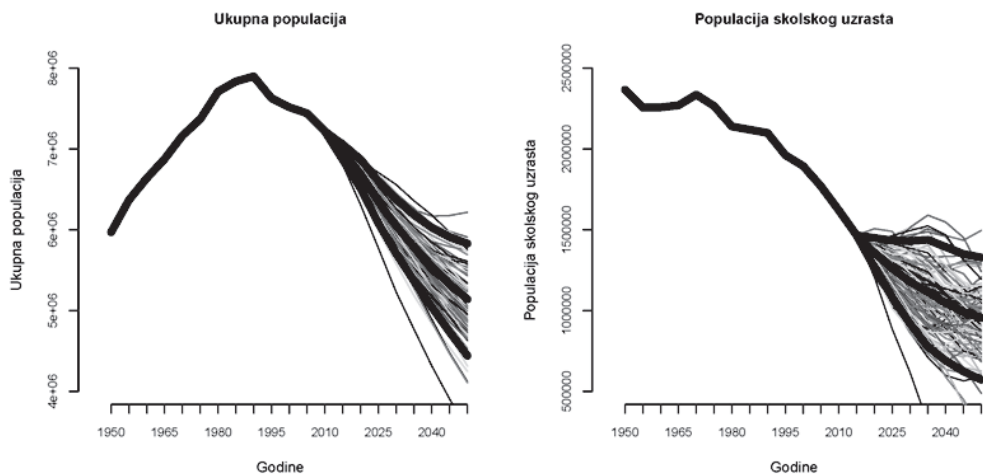 Ukupna populacija
Ukupna populacija
8e+06
7e+06
6e+06
5e+06
4e+06
1950 1965 1980 1995 2010 2025 2040
Godine
Populacija skolskog uzrasta
Populacija skolskog uzrasta
2500000
2000000
1500000
1000000
500000
1950 1965 1980 1995 2010 2025 2040
Godine